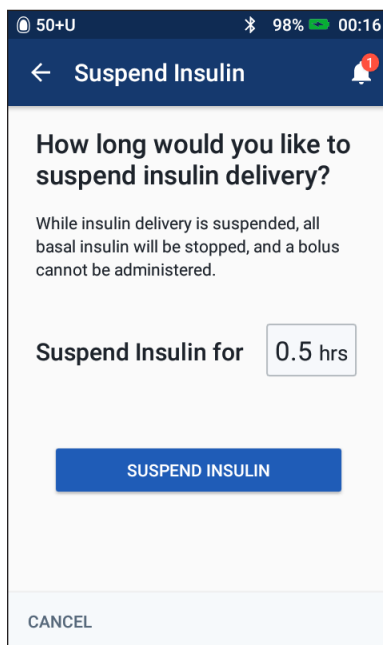 50+U 98% 00:16
Suspend Insulin 1
How long would you like to
suspend insulin delivery?
While insulin delivery is suspended, all
basal insulin will be stopped, and a bolus
cannot be administered.
Suspend Insulin for 0.5 hrs
SUSPEND INSULIN
CANCEL